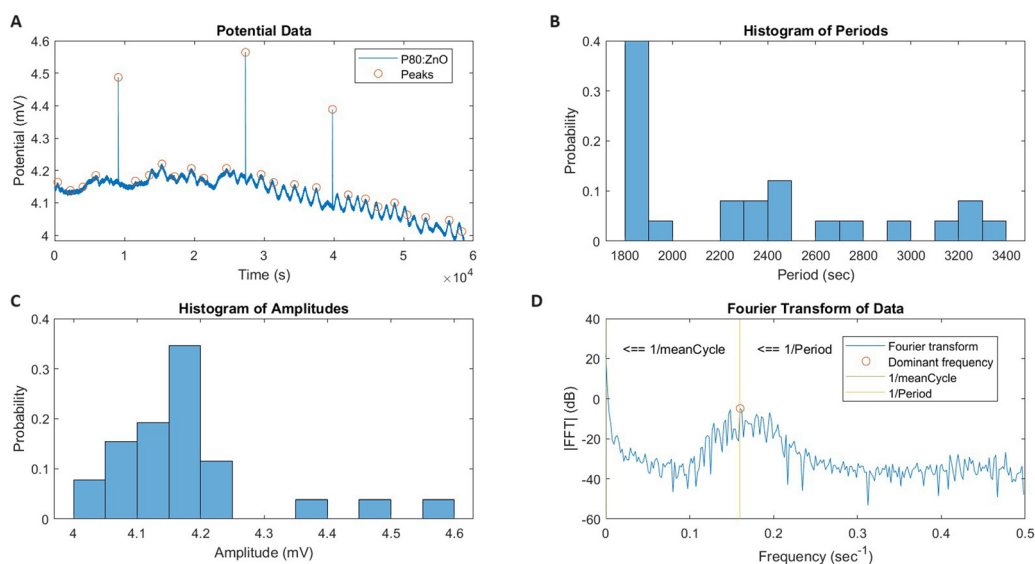 A
Potential Data
4.6
4.5
4.4
4.3
4.2
4.1
4
Potential (mV)
P80:ZnO
Peaks
0 1 2 3 4 5 6
Time (s)
×10⁴
B
Histogram of Periods
0.4
0.3
0.2
0.1
0
Probability
1800 2000 2200 2400 2600 2800 3000 3200 3400
Period (sec)
C
Histogram of Amplitudes
0.4
0.3
0.2
0.1
0
Probability
4 4.1 4.2 4.3 4.4 4.5 4.6
Amplitude (mV)
D
Fourier Transform of Data
40
20
0
-20
-40
-60
|FFT| (dB)
<== 1/meanCycle <== 1/Period
Fourier transform
Dominant frequency
1/meanCycle
1/Period
0 0.1 0.2 0.3 0.4 0.5
Frequency (sec⁻¹)